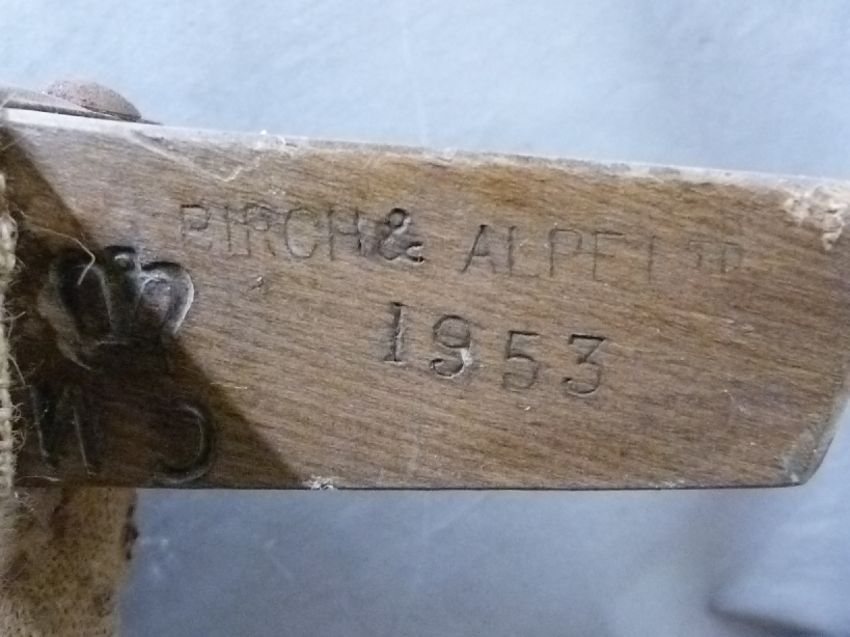 BIRCH & ALPE LTD
1953